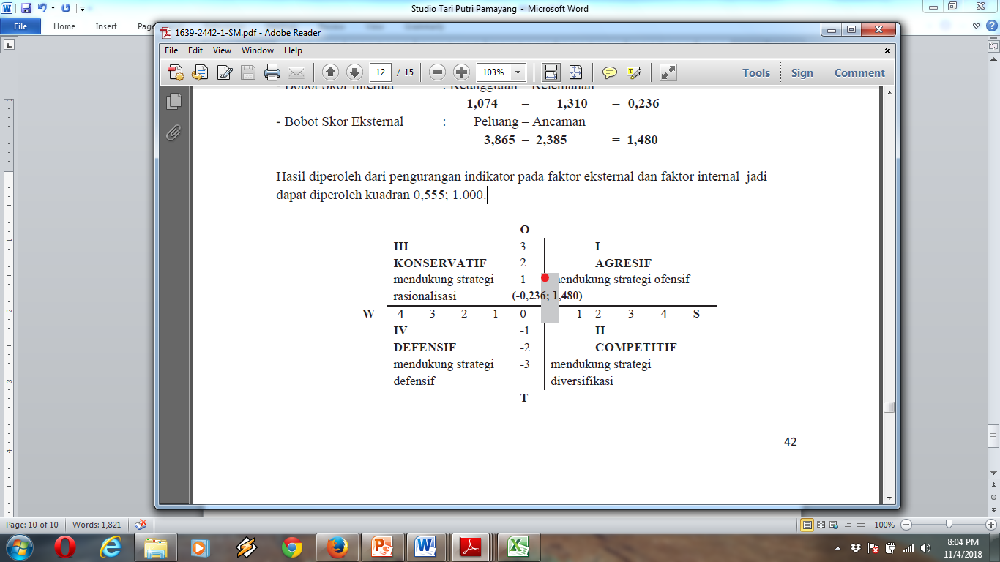 Studio Tari Putri Pamayang - Microsoft Word
File Home Insert
1639-2442-1-SM.pdf - Adobe Reader
File Edit View Window Help
12 / 15 103% Tools Sign Comment
- Bobot Skor Internal : Keunggulan – Kelemahan
1,074 – 1,310 = -0,236
- Bobot Skor Eksternal : Peluang – Ancaman
3,865 – 2,385 = 1,480
Hasil diperoleh dari pengurangan indikator pada faktor eksternal dan faktor internal jadi
dapat diperoleh kuadran 0,555; 1.000.
O
III 3 I
KONSERVATIF 2 AGRESIF
mendukung strategi 1 mendukung strategi ofensif
rasionalisasi (-0,236; 1,480)
W -4 -3 -2 -1 0 1 2 3 4 S
IV -1 II
DEFENSIF -2 COMPETITIF
mendukung strategi -3 mendukung strategi
defensif diversifikasi
T
42
Page: 10 of 10 Words: 1,821 100%
8:04 PM
11/4/2018